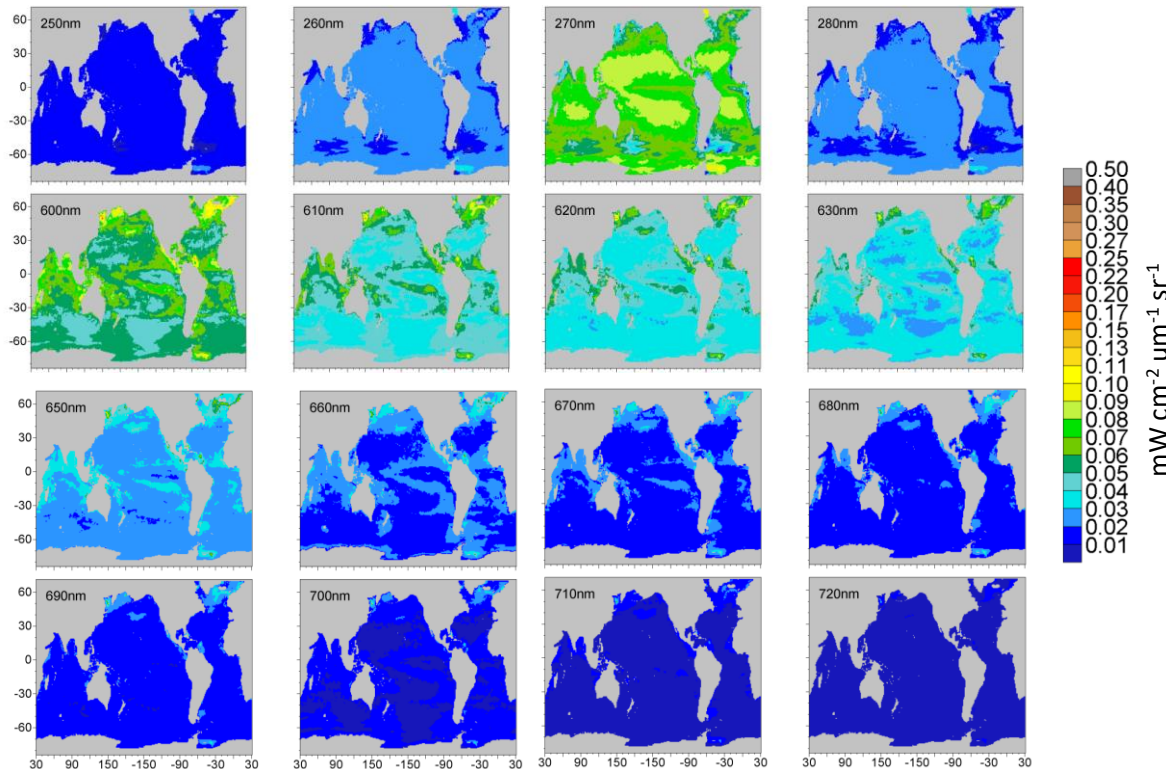 250nm
260nm
270nm
280nm
60
30
0
-30
-60
600nm
610nm
620nm
630nm
60
30
0
-30
-60
650nm
660nm
670nm
680nm
60
30
0
-30
-60
690nm
700nm
710nm
720nm
60
30
0
-30
-60
30 90 150 -150 -90 -30 30
30 90 150 -150 -90 -30 30
30 90 150 -150 -90 -30 30
30 90 150 -150 -90 -30 30
0.50
0.40
0.35
0.30
0.27
0.25
0.22
0.20
0.17
0.15
0.13
0.11
0.10
0.09
0.08
0.07
0.06
0.05
0.04
0.03
0.02
0.01
mW cm⁻² um⁻¹ sr⁻¹